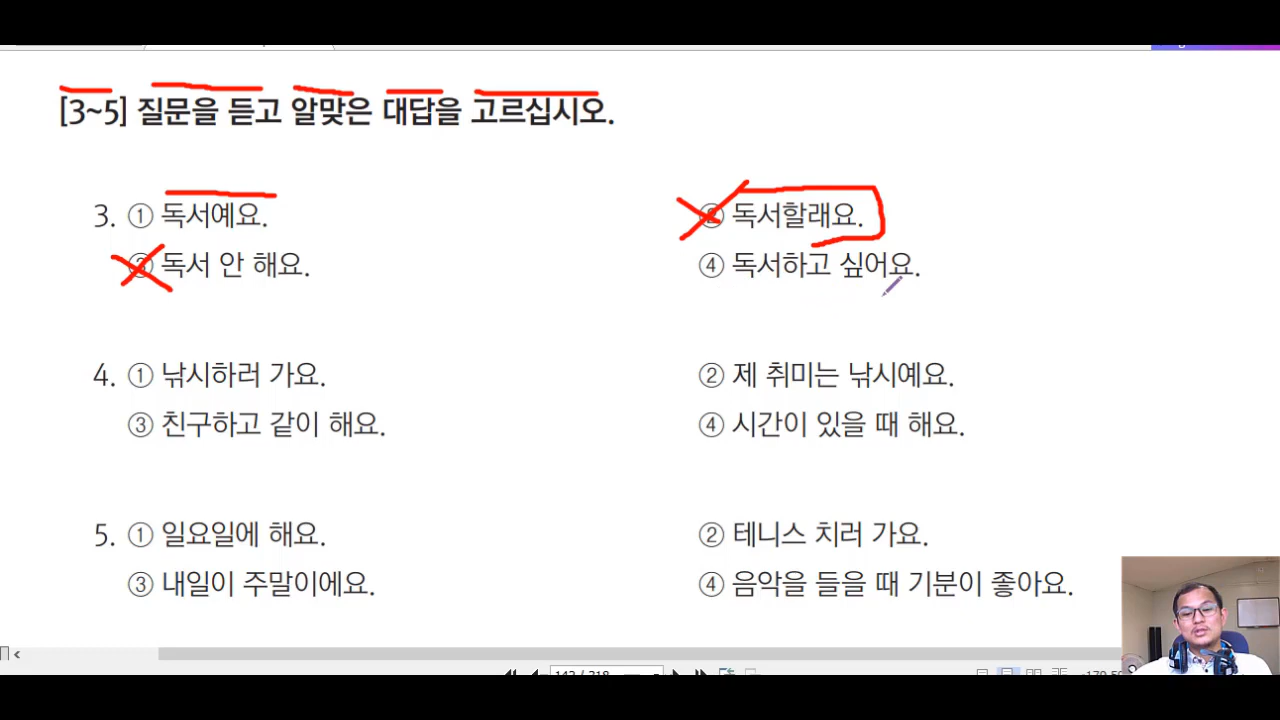 [3~5] 질문을 듣고 알맞은 대답을 고르십시오.
3. ① 독서예요.
② 독서할래요.
③ 독서 안 해요.
④ 독서하고 싶어요.
4. ① 낚시하러 가요.
② 제 취미는 낚시예요.
③ 친구하고 같이 해요.
④ 시간이 있을 때 해요.
5. ① 일요일에 해요.
② 테니스 치러 가요.
③ 내일이 주말이에요.
④ 음악을 들을 때 기분이 좋아요.